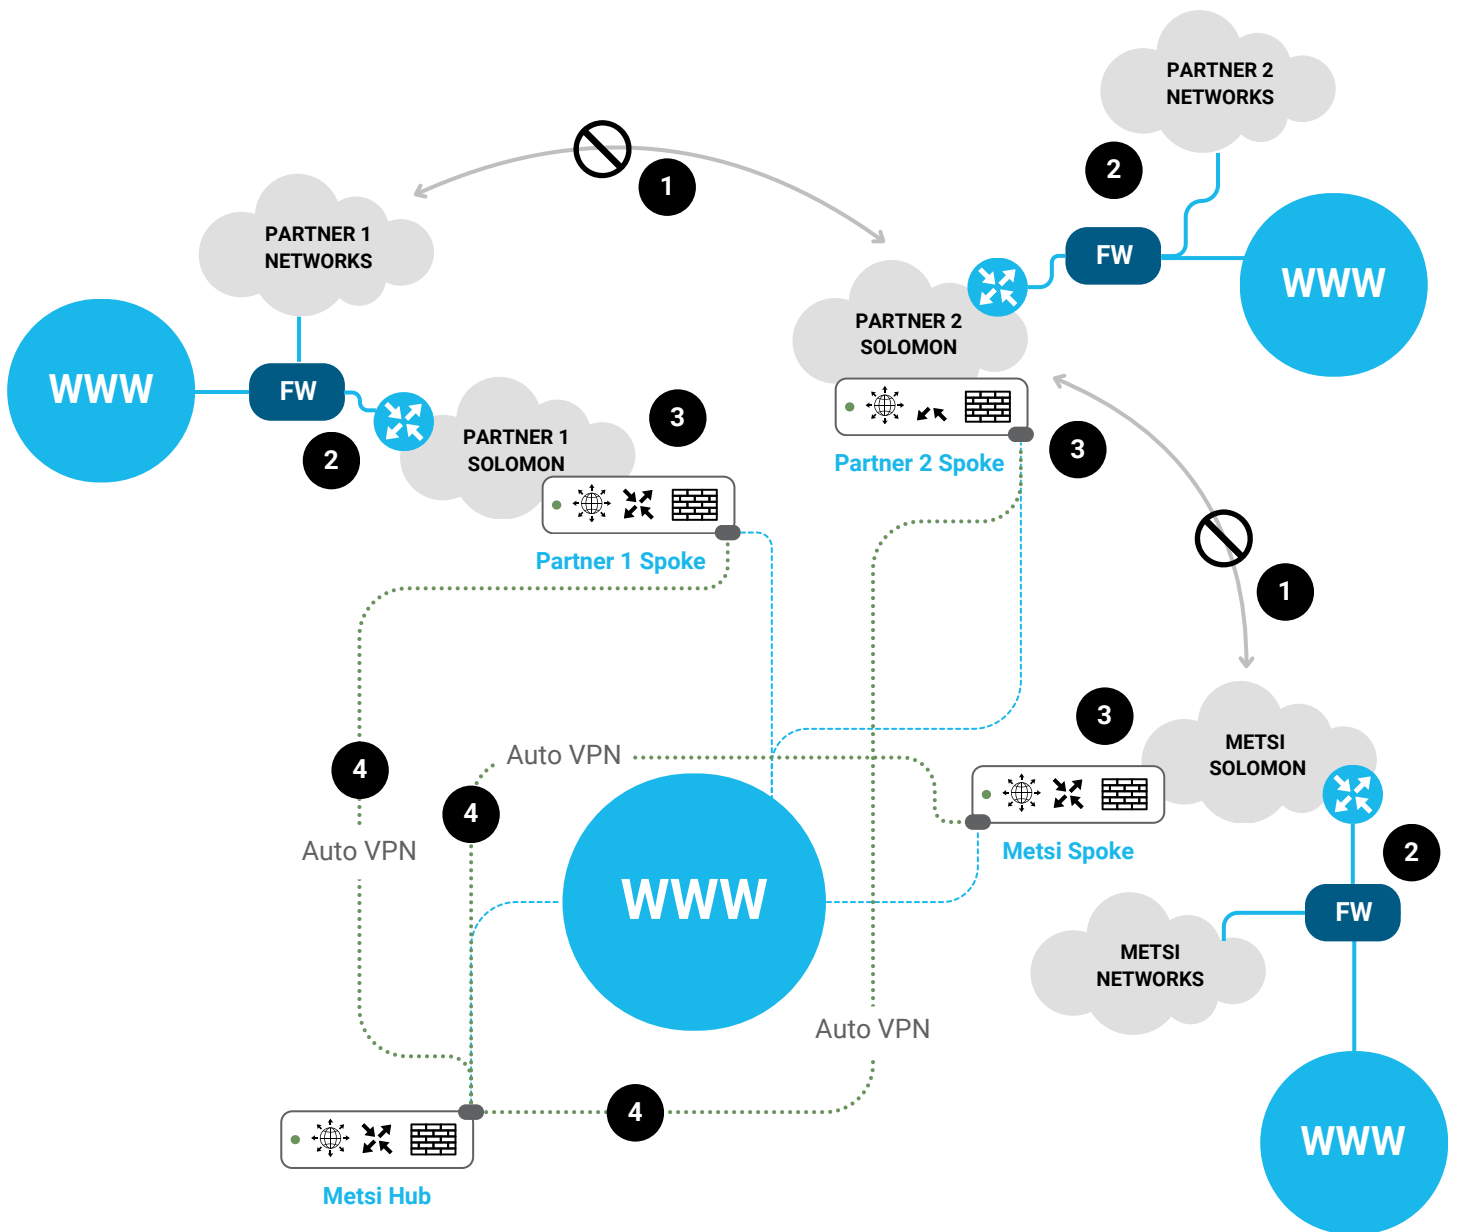 PARTNER 2
NETWORKS
2
1
PARTNER 1
NETWORKS
FW
WWW
PARTNER 2
SOLOMON
WWW
FW
2
PARTNER 1
SOLOMON
3
Partner 1 Spoke
Partner 2 Spoke
3
1
3
METSI
SOLOMON
Auto VPN
4
4
Auto VPN
Metsi Spoke
2
WWW
FW
METSI
NETWORKS
Auto VPN
4
WWW
Metsi Hub